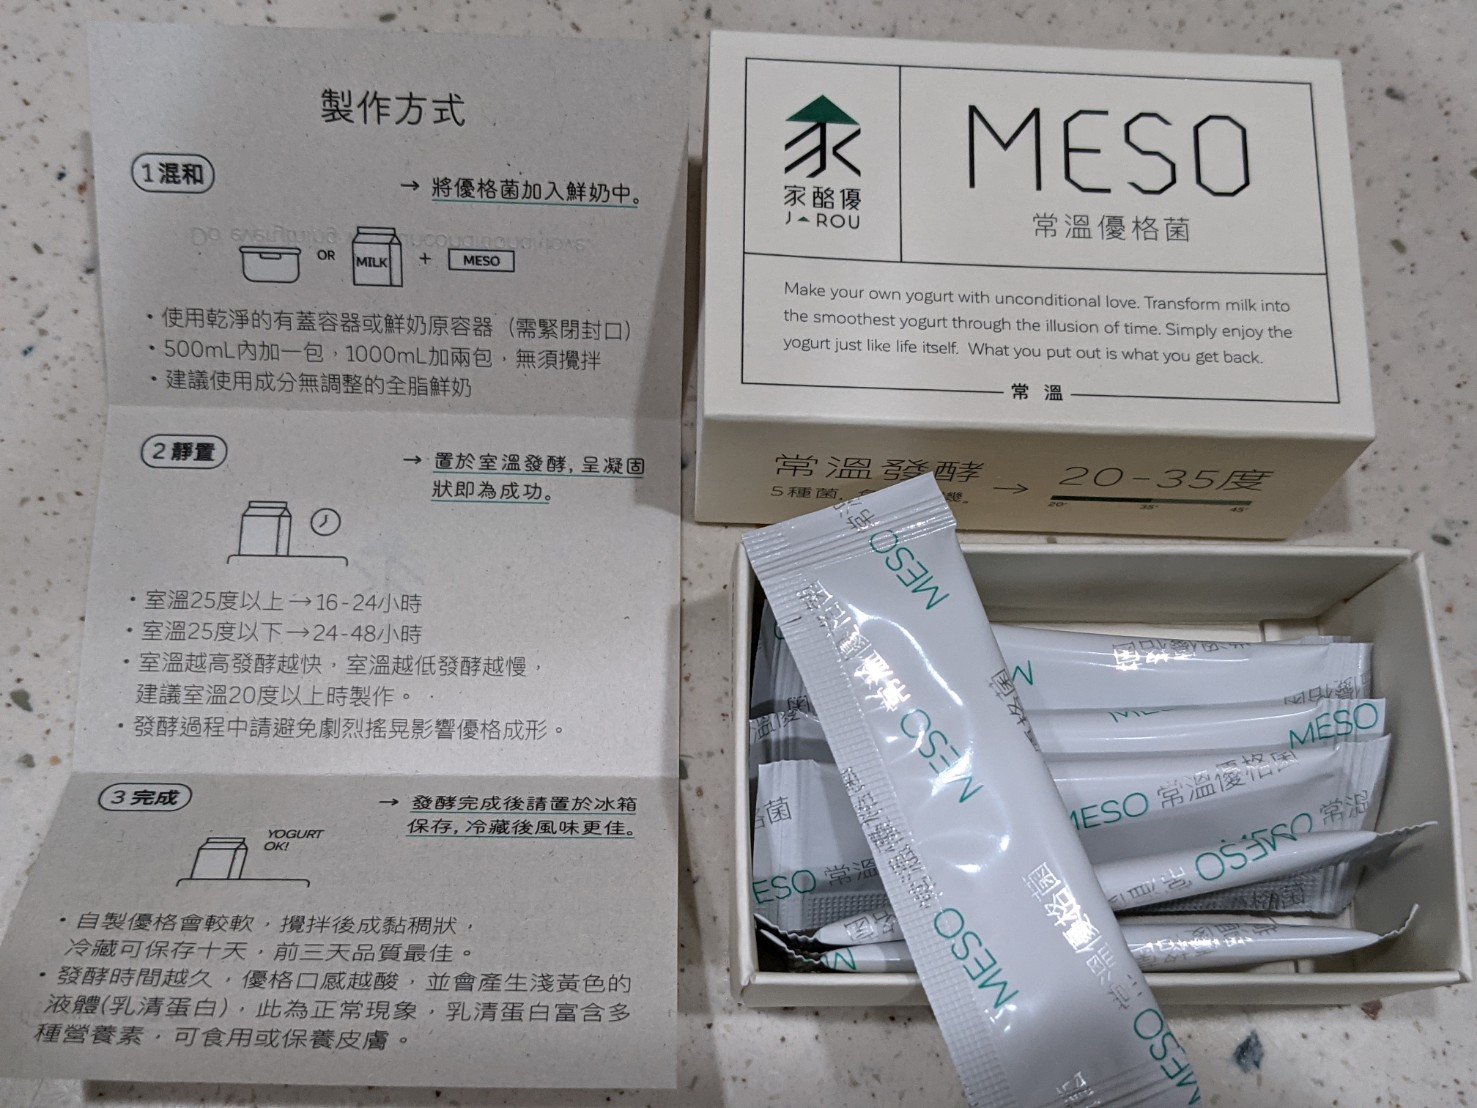 製作方式
1 混和
→ 將優格菌加入鮮奶中。
OR
MILK
+
MESO
・使用乾淨的有蓋容器或鮮奶原容器（需緊閉封口）
・500mL內加一包，1000mL加兩包，無須攪拌
・建議使用成分無調整的全脂鮮奶
2 靜置
→ 置於室溫發酵, 呈凝固
狀即為成功。
・室溫25度以上→16-24小時
・室溫25度以下→24-48小時
・室溫越高發酵越快，室溫越低發酵越慢，
建議室溫20度以上時製作。
・發酵過程中請避免劇烈搖晃影響優格成形。
3 完成
→ 發酵完成後請置於冰箱
保存, 冷藏後風味更佳。
YOGURT
OK!
・自製優格會較軟，攪拌後成黏稠狀，
冷藏可保存十天，前三天品質最佳。
・發酵時間越久，優格口感越酸，並會產生淺黃色的
液體(乳清蛋白)，此為正常現象，乳清蛋白富含多
種營養素，可食用或保養皮膚。
家酪優
JAROU
MESO
常溫優格菌
Make your own yogurt with unconditional love. Transform milk into
the smoothest yogurt through the illusion of time. Simply enjoy the
yogurt just like life itself. What you put out is what you get back.
常溫
常溫發酵 → 20-35度
5種菌,
20° 35° 45°
MESO
常溫優格菌
MESO
MESO
MESO
常溫優格菌
MESO
MESO
MESO
MESO 常溫優格菌
MESO 常溫